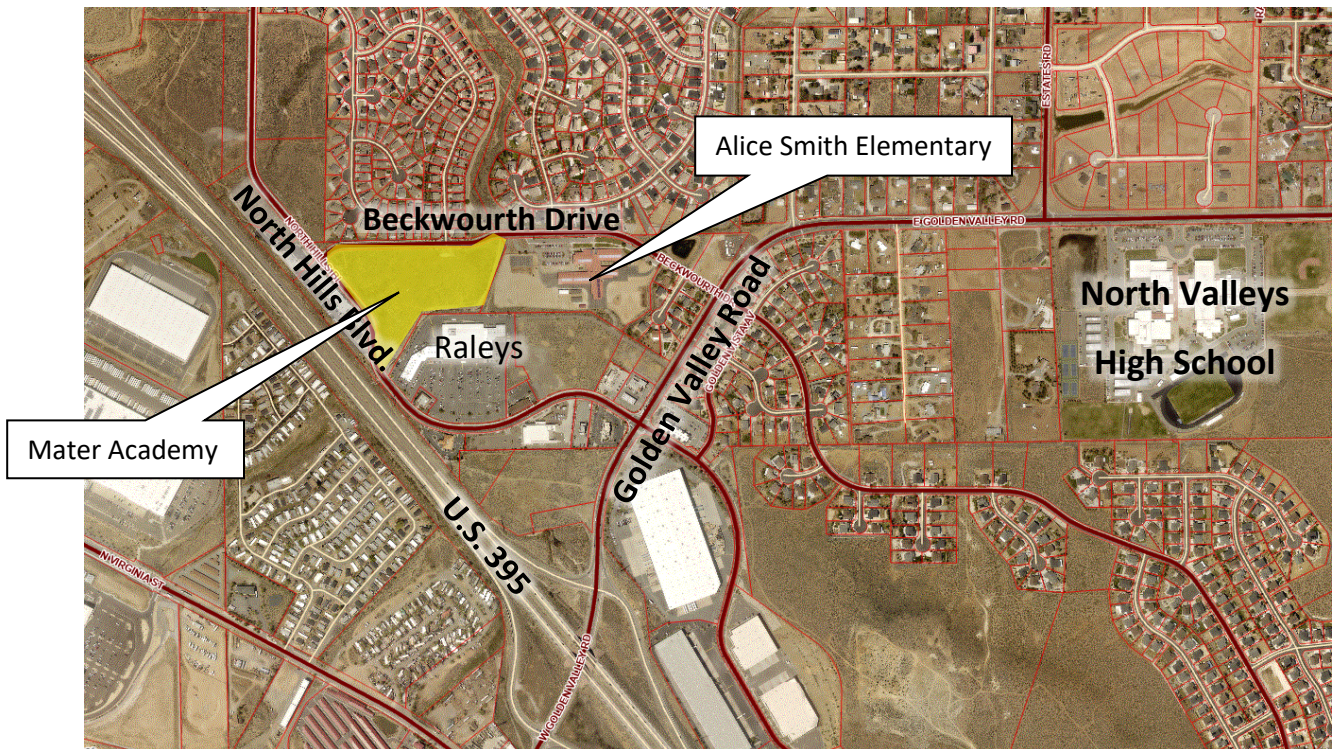 ESTATES RD
RA
Alice Smith Elementary
Beckwourth Drive
E GOLDEN VALLEY RD
North Hills Blvd.
BECKWOURTH D
Golden Valley Road
North Valleys
High School
Raleys
Mater Academy
U.S. 395
N VIRGINIA ST
W GOLDEN VALLEY RD